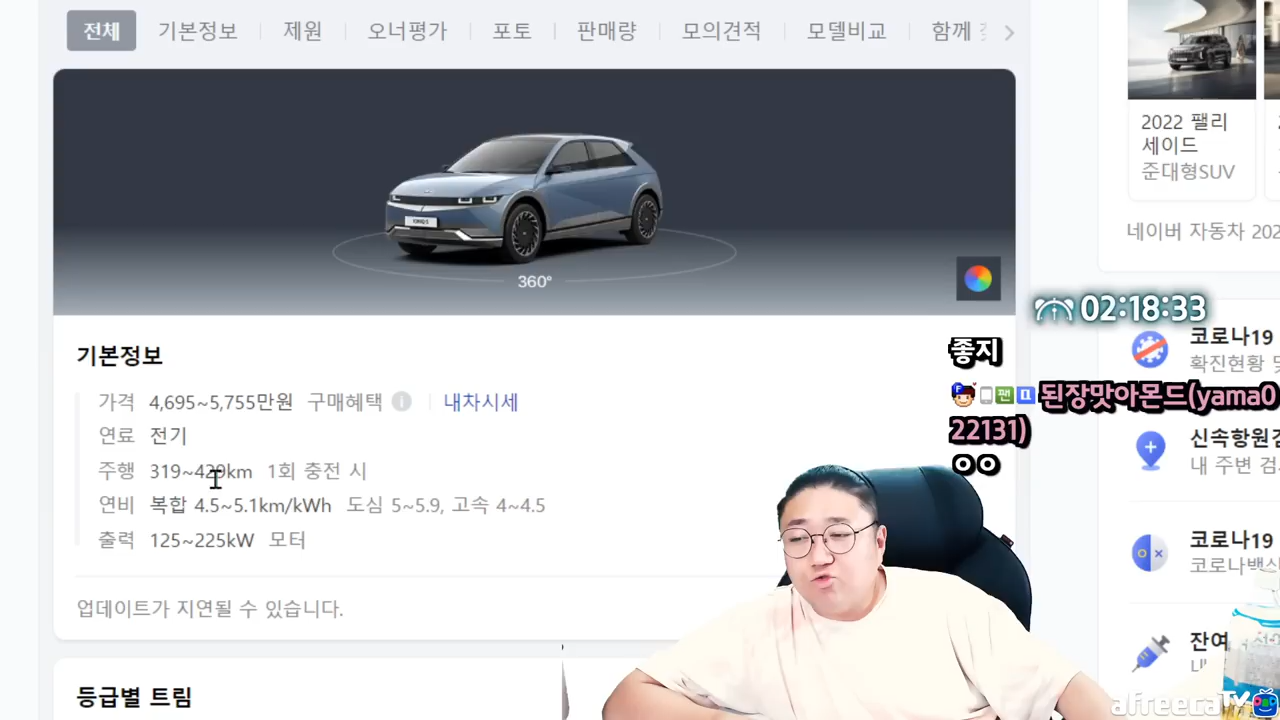 전체 기본정보 제원 오너평가 포토 판매량 모의견적 모델비교 함께
360°
기본정보
가격 4,695~5,755만원 구매혜택 내차시세
연료 전기
주행 319~429km 1회 충전 시
연비 복합 4.5~5.1km/kWh 도심 5~5.9, 고속 4~4.5
출력 125~225kW 모터
업데이트가 지연될 수 있습니다.
등급별 트림
2022 팰리
세이드
준대형SUV
네이버 자동차 202
02:18:33
좋지
된장맛아몬드(yama0
22131)
ㅇㅇ
코로나19
확진현황 및
신속항원검
내 주변 검
코로나19
코로나백신
잔여
afreecaTV